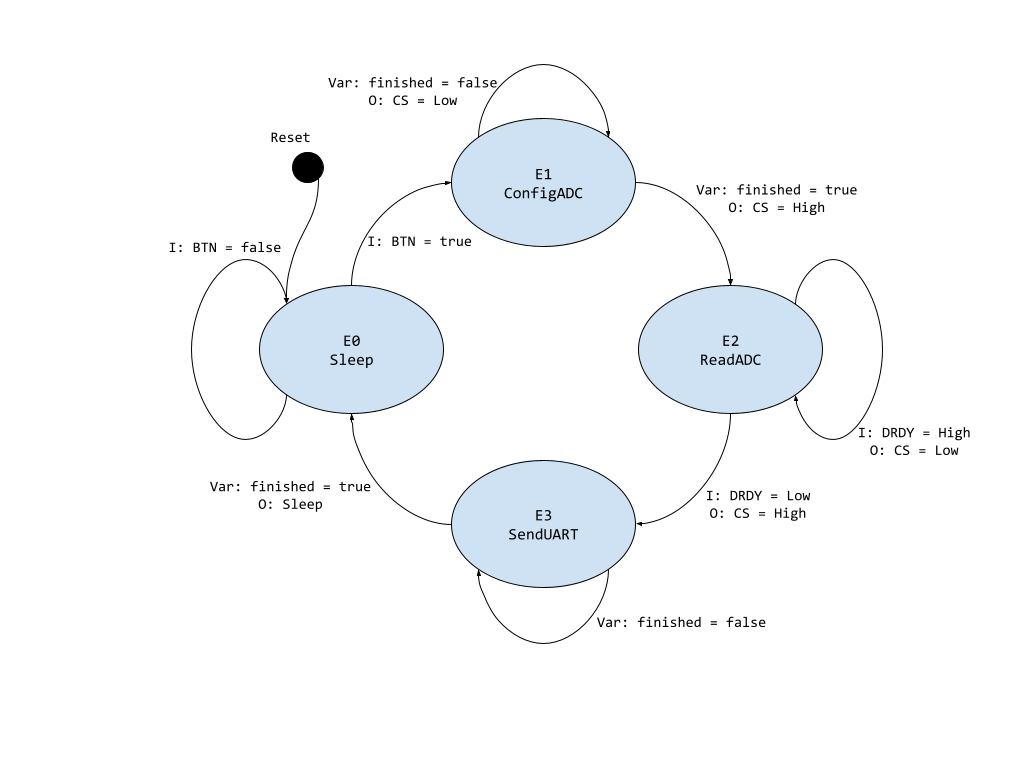 Var: finished = false
O: CS = Low
Reset
E1
ConfigADC
Var: finished = true
O: CS = High
I: BTN = true
I: BTN = false
E0
Sleep
E2
ReadADC
I: DRDY = High
O: CS = Low
Var: finished = true
O: Sleep
I: DRDY = Low
O: CS = High
E3
SendUART
Var: finished = false